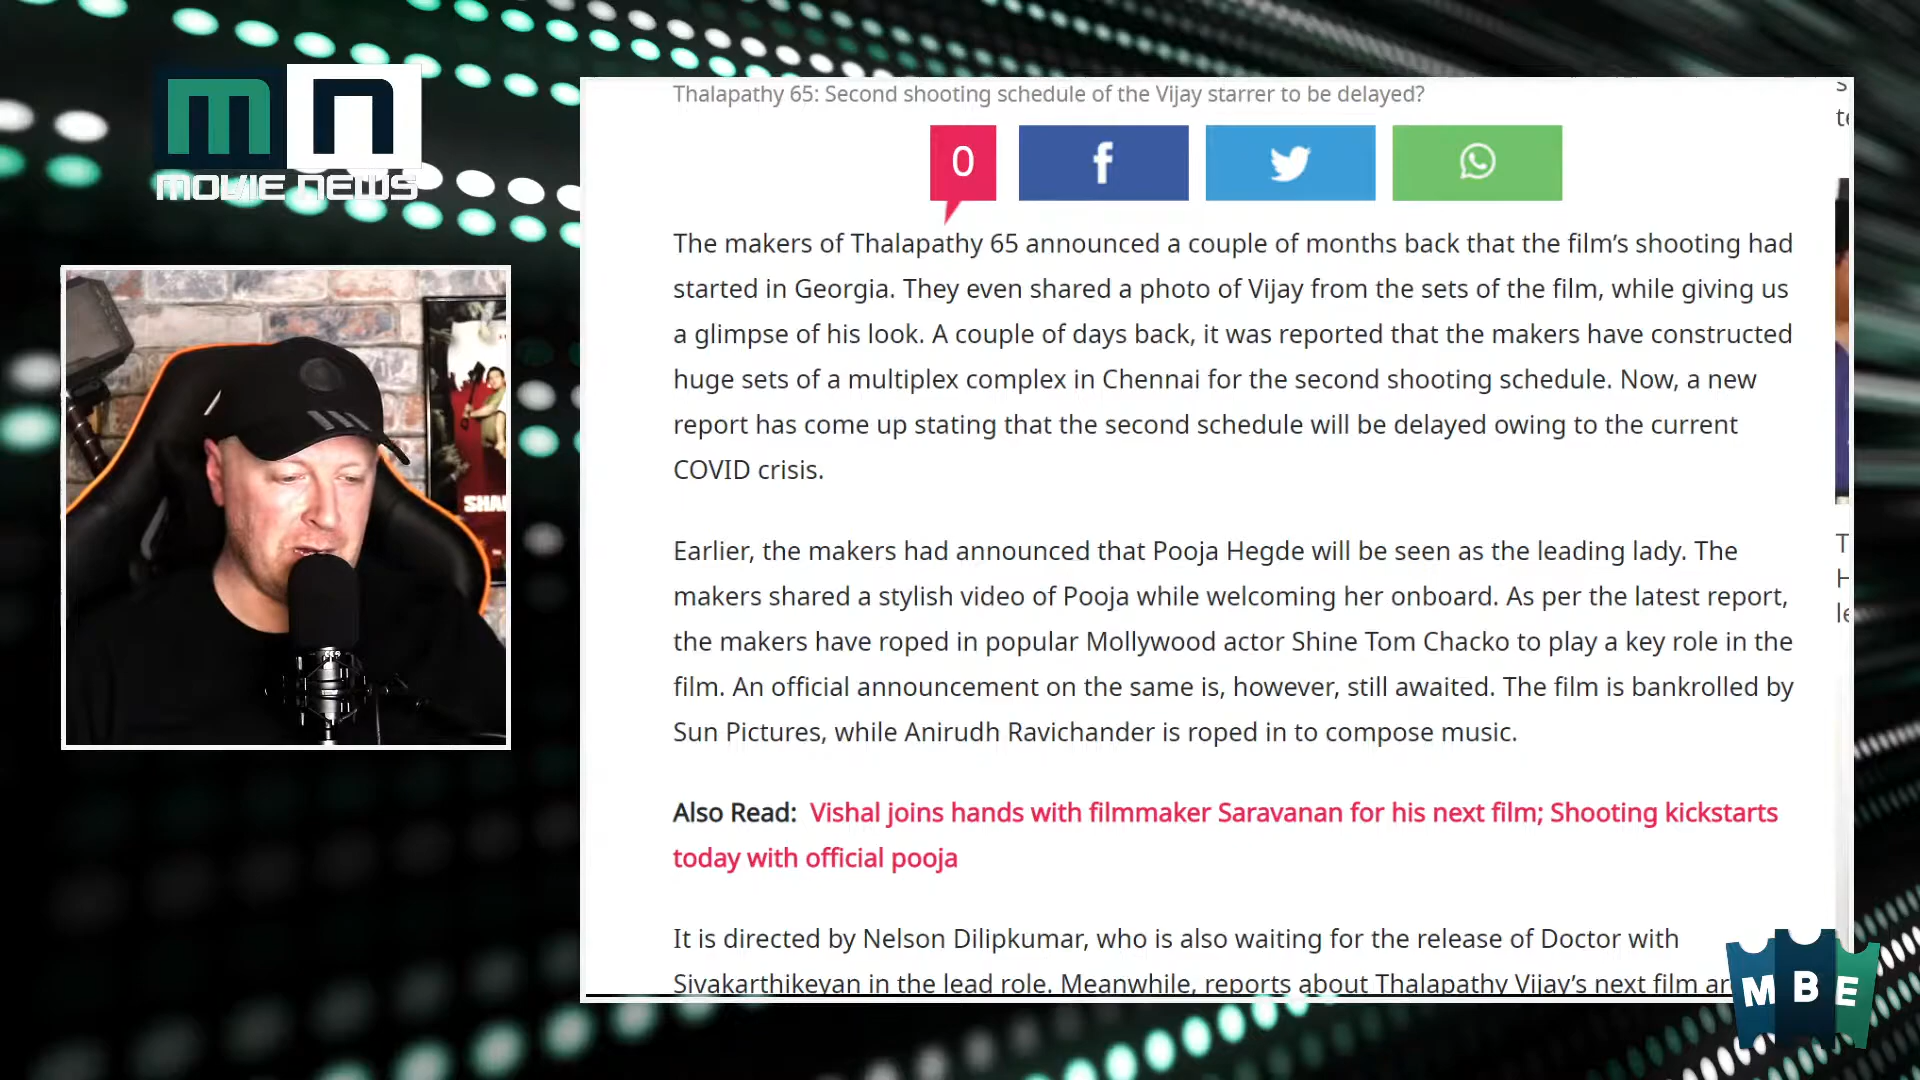 mn
MOVIE NEWS
SHA
Thalapathy 65: Second shooting schedule of the Vijay starrer to be delayed?
0
The makers of Thalapathy 65 announced a couple of months back that the film's shooting had
started in Georgia. They even shared a photo of Vijay from the sets of the film, while giving us
a glimpse of his look. A couple of days back, it was reported that the makers have constructed
huge sets of a multiplex complex in Chennai for the second shooting schedule. Now, a new
report has come up stating that the second schedule will be delayed owing to the current
COVID crisis.
Earlier, the makers had announced that Pooja Hegde will be seen as the leading lady. The
makers shared a stylish video of Pooja while welcoming her onboard. As per the latest report,
the makers have roped in popular Mollywood actor Shine Tom Chacko to play a key role in the
film. An official announcement on the same is, however, still awaited. The film is bankrolled by
Sun Pictures, while Anirudh Ravichander is roped in to compose music.
Also Read: Vishal joins hands with filmmaker Saravanan for his next film; Shooting kickstarts
today with official pooja
It is directed by Nelson Dilipkumar, who is also waiting for the release of Doctor with
Sivakarthikeyan in the lead role. Meanwhile, reports about Thalapathy Vijay's next film ar
MBE